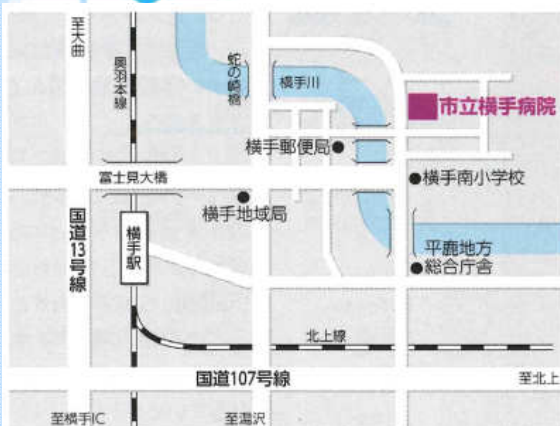 至大曲
奥羽本線
蛇の崎橋
横手川
市立横手病院
横手郵便局
横手南小学校
富士見大橋
横手地域局
国道13号線
横手駅
平鹿地方
総合庁舎
北上線
国道107号線
至北上
至横手IC
至湯沢